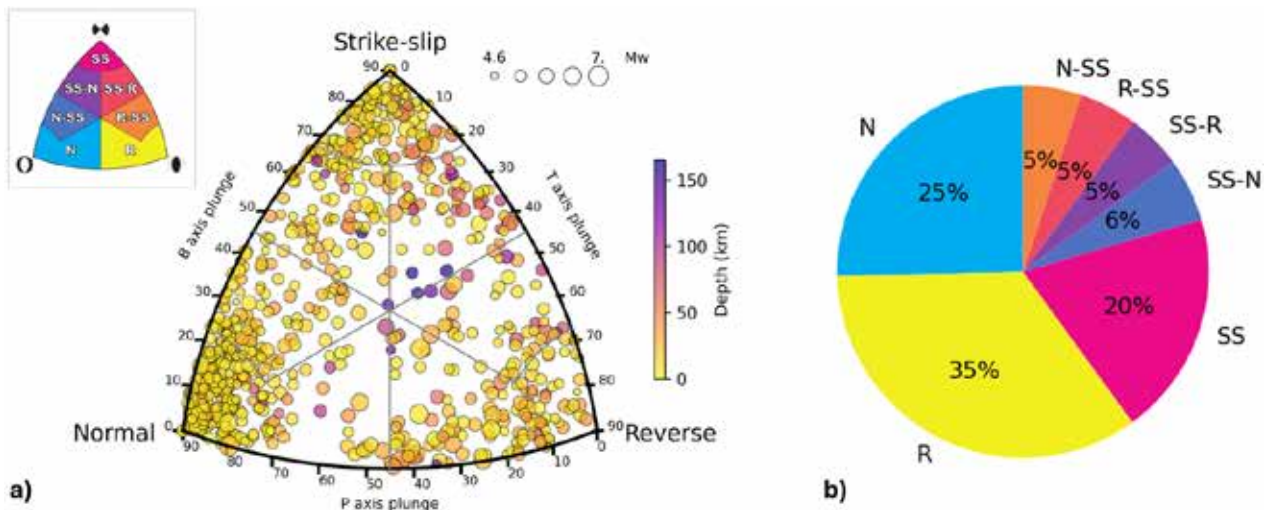 Strike-slip
4.6 7. Mw
SS
SS-N SS-R
N-SS R-SS
N R
90 0
80 10
70 20
60 30
50 40
40 50
30 60
20 70
10 80
0 90
B axis plunge
T axis plunge
Normal
Reverse
90 80 70 60 50 40 30 20 10 0
P axis plunge
150
100
50
0
Depth (km)
a)
N-SS
R-SS
SS-R
SS-N
SS
R
N
5%
5%
5%
6%
20%
35%
25%
b)